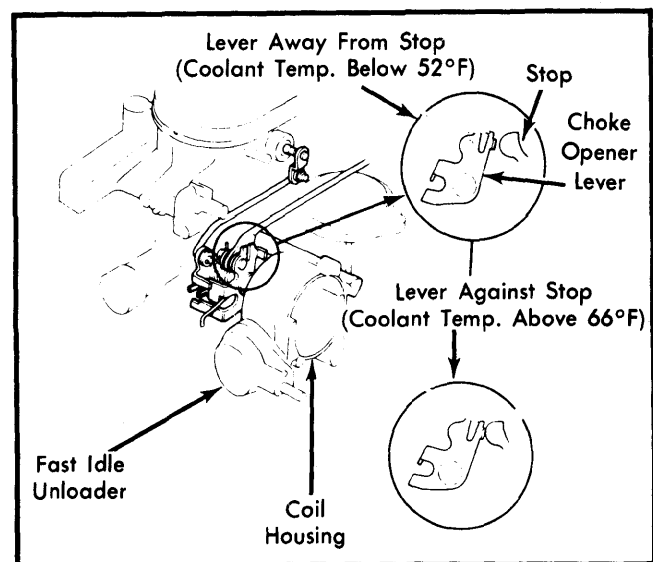 Lever Away From Stop
(Coolant Temp. Below 52°F)
Stop
Choke
Opener
Lever
Lever Against Stop
(Coolant Temp. Above 66°F)
Fast Idle
Unloader
Coil
Housing